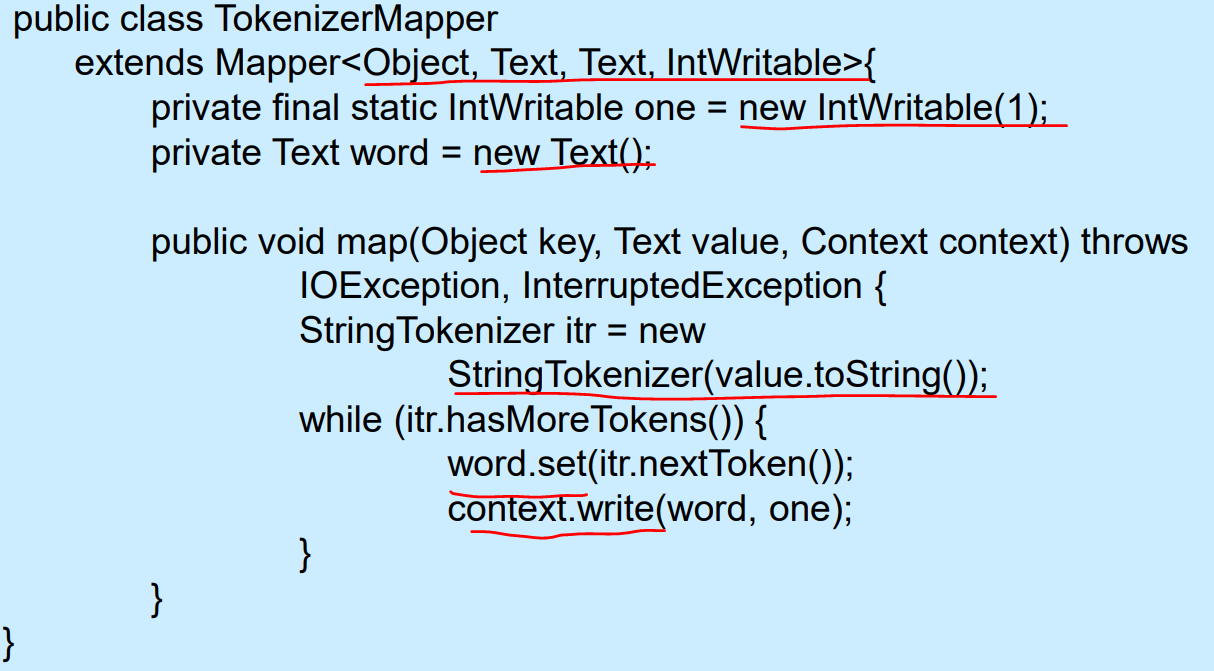 public class TokenizerMapper
extends Mapper<Object, Text, Text, IntWritable>{
private final static IntWritable one = new IntWritable(1);
private Text word = new Text();
public void map(Object key, Text value, Context context) throws
IOException, InterruptedException {
StringTokenizer itr = new
StringTokenizer(value.toString());
while (itr.hasMoreTokens()) {
word.set(itr.nextToken());
context.write(word, one);
}
}
}